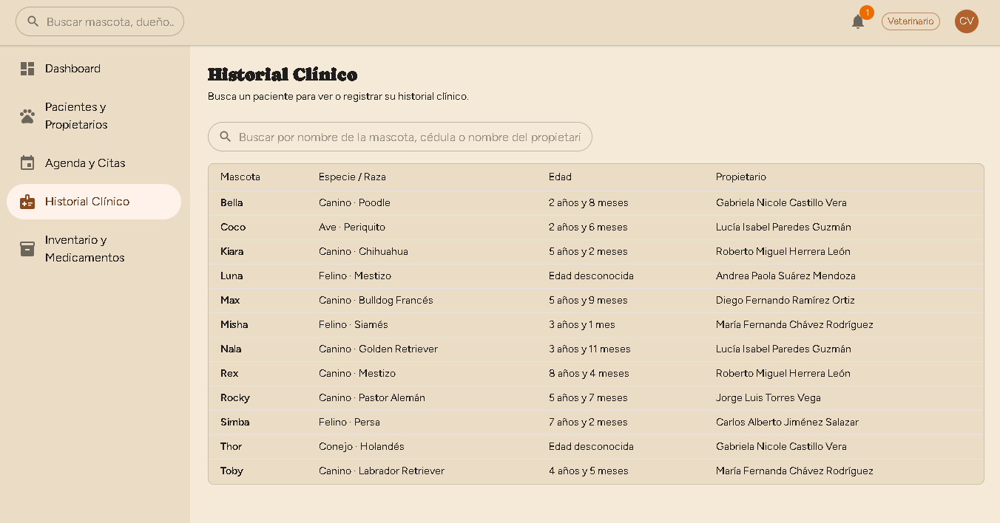 Buscar mascota, dueño..
1
Veterinario
CV
Dashboard
Pacientes y
Propietarios
Agenda y Citas
Historial Clínico
Inventario y
Medicamentos
Historial Clínico
Busca un paciente para ver o registrar su historial clínico.
Buscar por nombre de la mascota, cédula o nombre del propietari
Mascota Especie / Raza Edad Propietario
Bella Canino · Poodle 2 años y 8 meses Gabriela Nicole Castillo Vera
Coco Ave · Periquito 2 años y 6 meses Lucía Isabel Paredes Guzmán
Kiara Canino · Chihuahua 5 años y 2 meses Roberto Miguel Herrera León
Luna Felino · Mestizo Edad desconocida Andrea Paola Suárez Mendoza
Max Canino · Bulldog Francés 5 años y 9 meses Diego Fernando Ramírez Ortiz
Misha Felino · Siamés 3 años y 1 mes María Fernanda Chávez Rodríguez
Nala Canino · Golden Retriever 3 años y 11 meses Lucía Isabel Paredes Guzmán
Rex Canino · Mestizo 8 años y 4 meses Roberto Miguel Herrera León
Rocky Canino · Pastor Alemán 5 años y 7 meses Jorge Luis Torres Vega
Simba Felino · Persa 7 años y 2 meses Carlos Alberto Jiménez Salazar
Thor Conejo · Holandés Edad desconocida Gabriela Nicole Castillo Vera
Toby Canino · Labrador Retriever 4 años y 5 meses María Fernanda Chávez Rodríguez